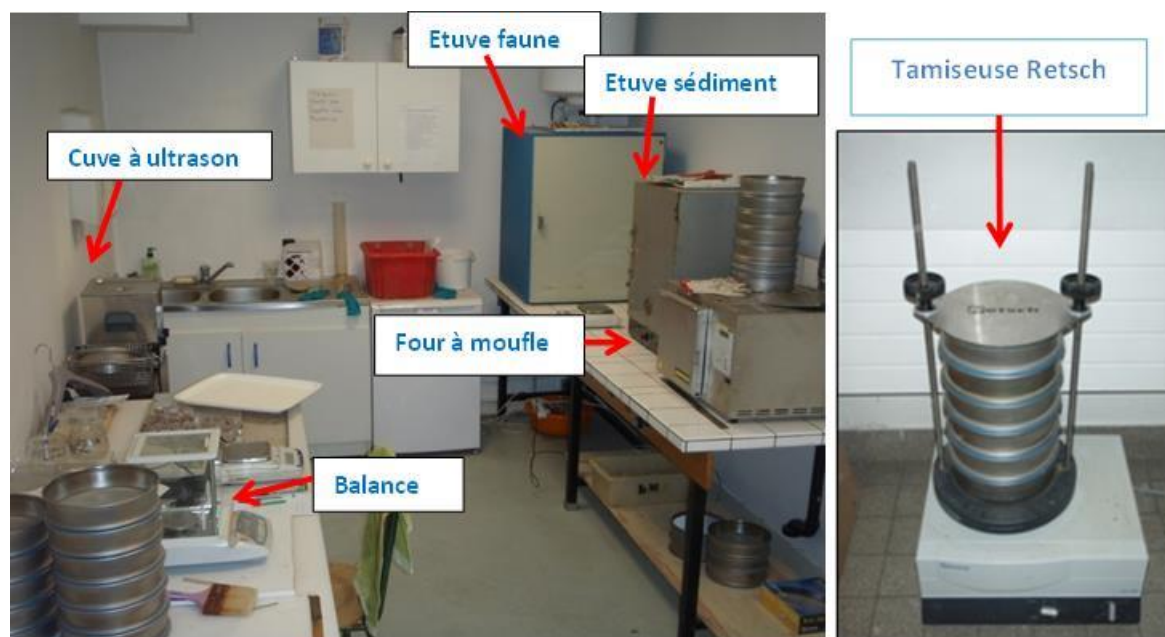 Etuve faune
Etuve sédiment
Tamiseuse Retsch
Cuve à ultrason
Retsch
Four à moufle
Balance